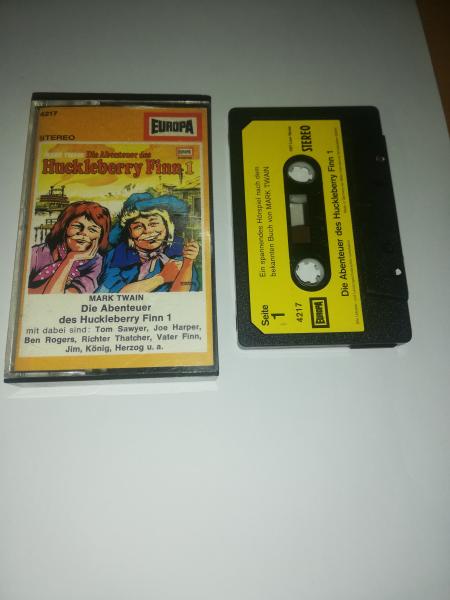 4217
EUROPA
STEREO
MARK TWAIN Die Abenteuer des
EUROPA
Huckleberry Finn 1
MARK TWAIN
Die Abenteuer
des Huckleberry Finn 1
mit dabei sind: Tom Sawyer, Joe Harper,
Ben Rogers, Richter Thatcher, Vater Finn,
Jim, König, Herzog u. a.
Ein spannendes Hörspiel nach dem
bekannten Buch von MARK TWAIN
STEREO
Seite
1
4217
EUROPA
Die Abenteuer des Huckleberry Finn 1